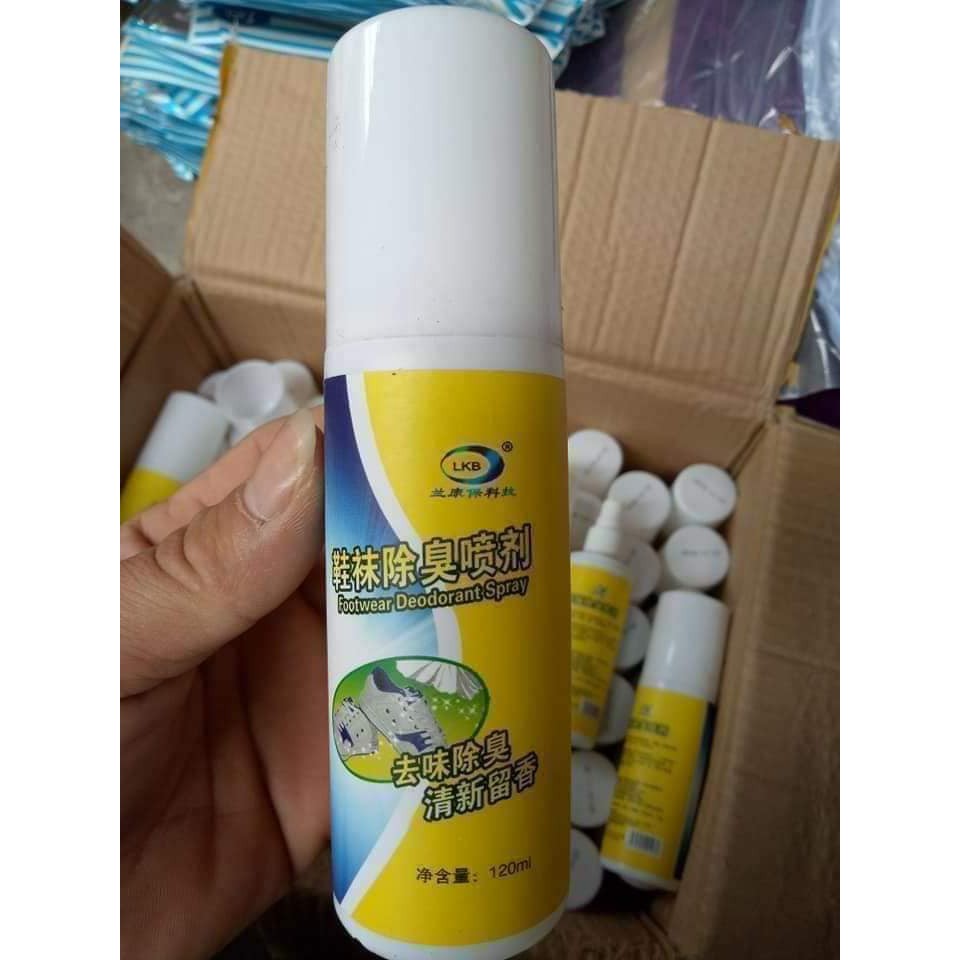 LKB®
兰康保科技
鞋袜除臭喷剂
Footwear Deodorant Spray
去味除臭
清新留香
净含量：120ml